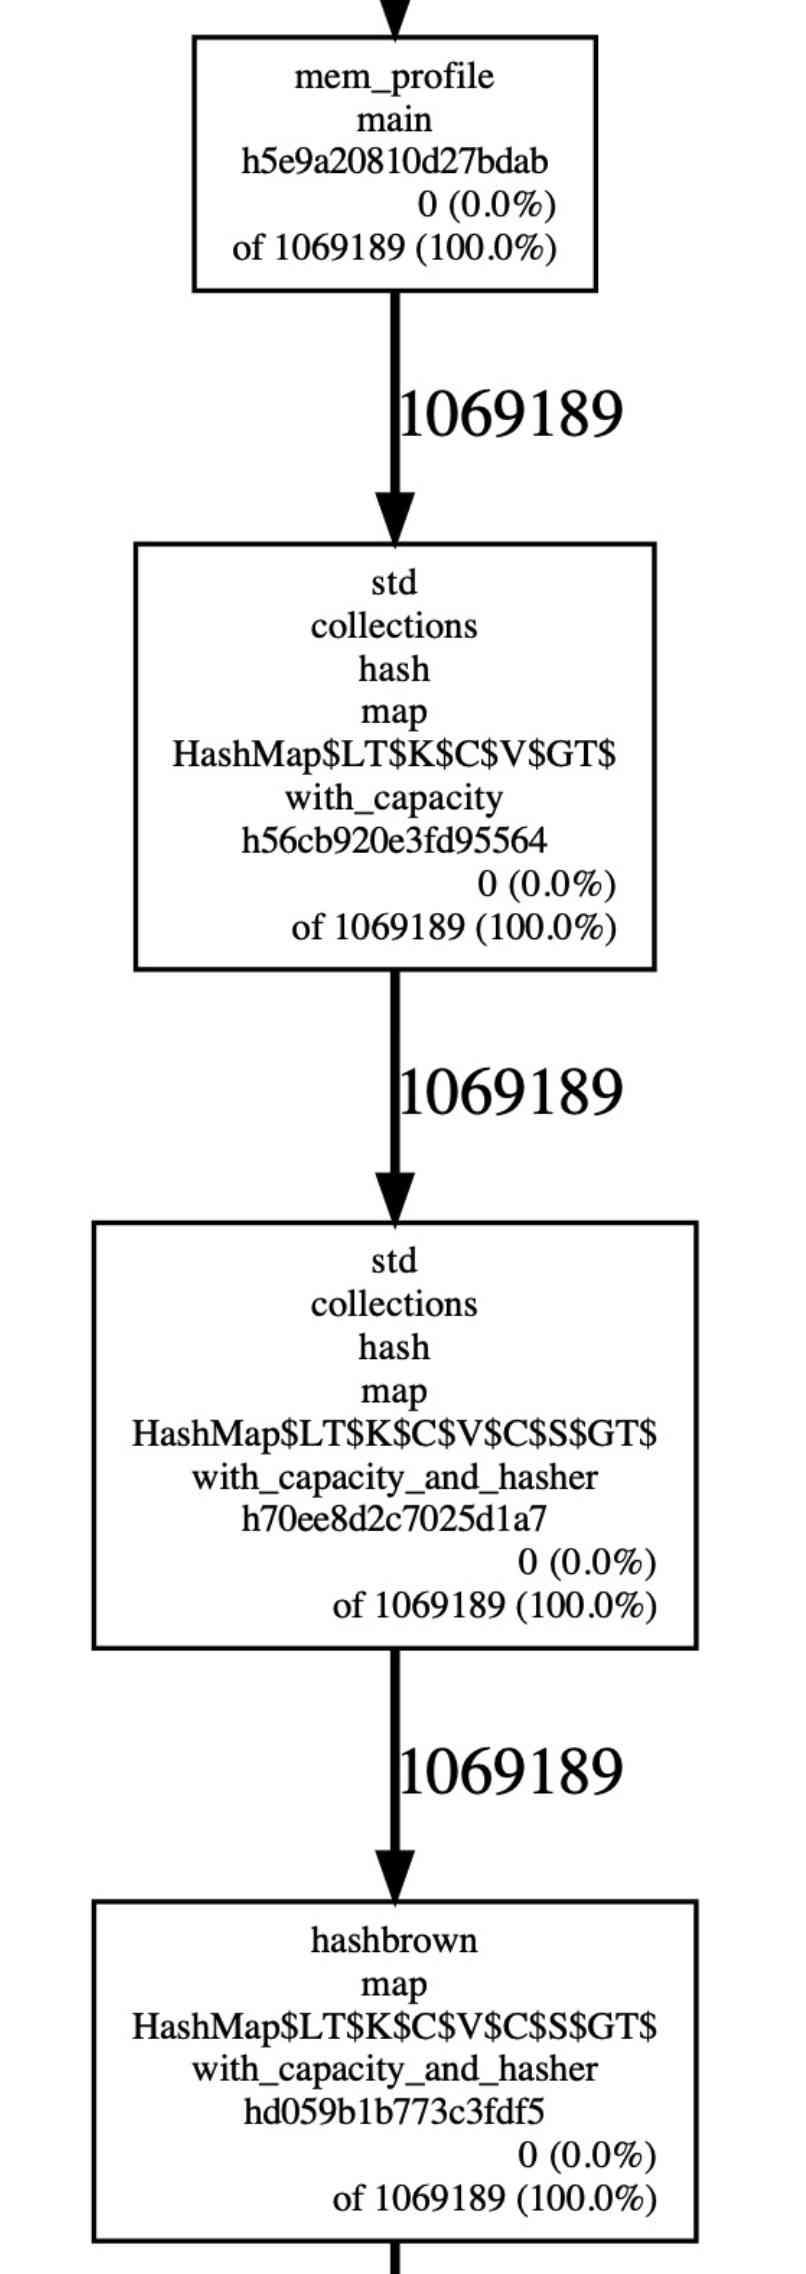 mem_profile
main
h5e9a20810d27bdab
0 (0.0%)
of 1069189 (100.0%)
1069189
std
collections
hash
map
HashMap$LT$K$C$V$GT$
with_capacity
h56cb920e3fd95564
0 (0.0%)
of 1069189 (100.0%)
1069189
std
collections
hash
map
HashMap$LT$K$C$V$C$S$GT$
with_capacity_and_hasher
h70ee8d2c7025d1a7
0 (0.0%)
of 1069189 (100.0%)
1069189
hashbrown
map
HashMap$LT$K$C$V$C$S$GT$
with_capacity_and_hasher
hd059b1b773c3fdf5
0 (0.0%)
of 1069189 (100.0%)